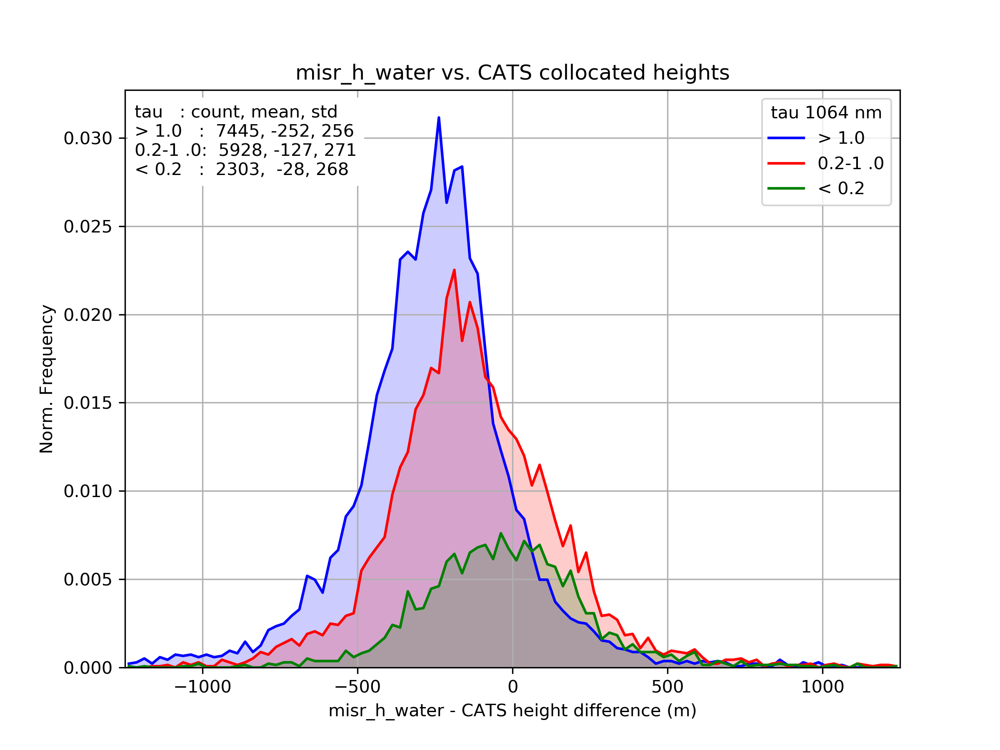 misr_h_water vs. CATS collocated heights
tau : count, mean, std
> 1.0 : 7445, -252, 256
0.2-1 .0: 5928, -127, 271
< 0.2 : 2303, -28, 268
tau 1064 nm
> 1.0
0.2-1 .0
< 0.2
0.030
0.025
0.020
0.015
0.010
0.005
0.000
Norm. Frequency
−1000 −500 0 500 1000
misr_h_water - CATS height difference (m)